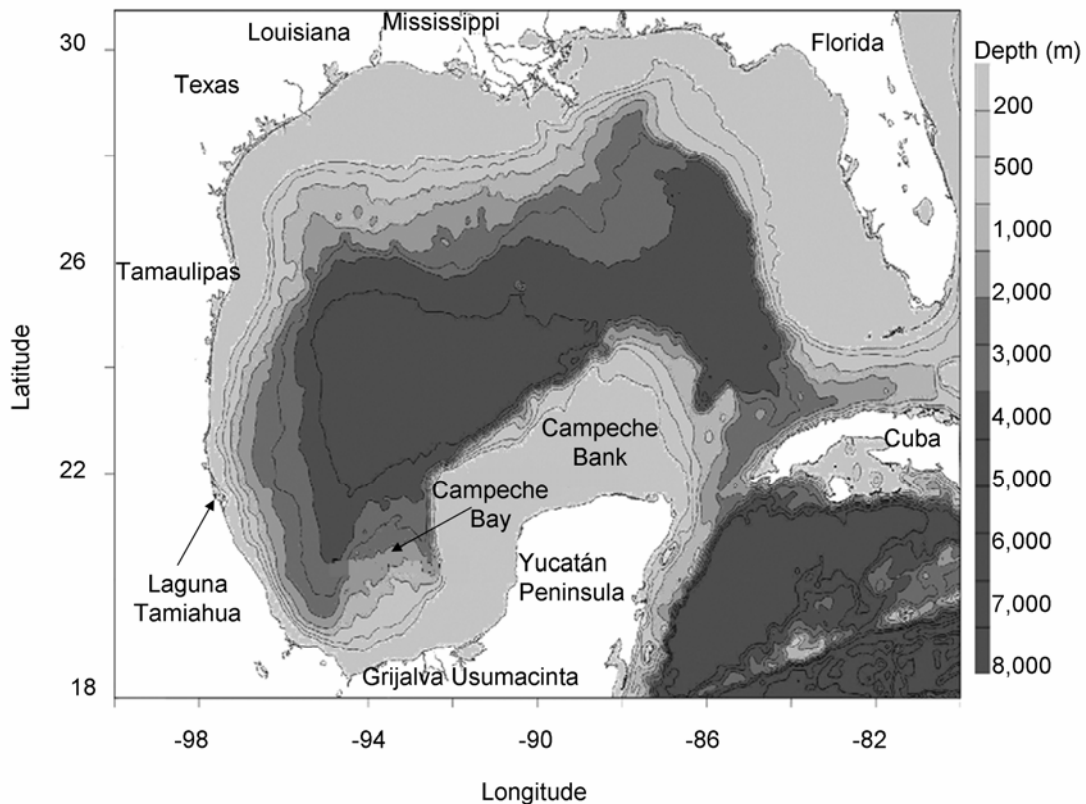 Mississippi
Louisiana
Florida
Texas
Tamaulipas
Campeche
Bank
Cuba
Campeche
Bay
Yucatán
Peninsula
Laguna
Tamiahua
Grijalva Usumacinta
Depth (m)
200
500
1,000
2,000
3,000
4,000
5,000
6,000
7,000
8,000
Latitude
30
26
22
18
-98
-94
-90
-86
-82
Longitude